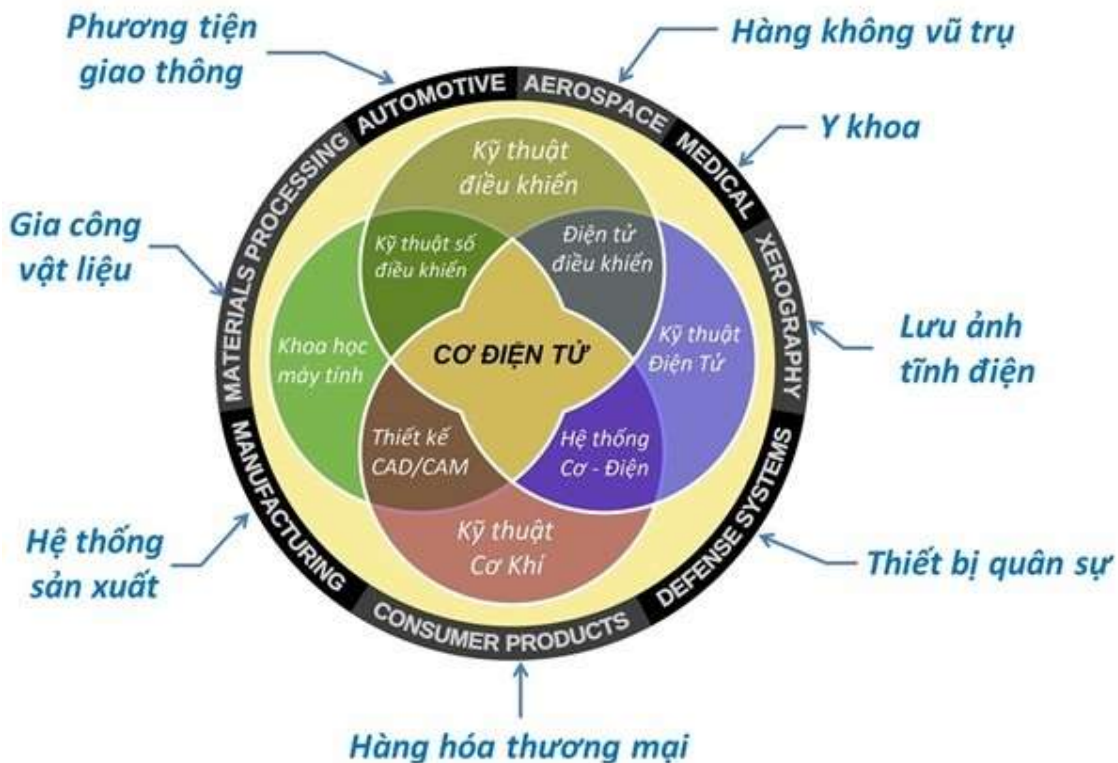 Phương tiện
giao thông
Hàng không vũ trụ
AUTOMOTIVE
AEROSPACE
Y khoa
MEDICAL
MATERIALS PROCESSING
XEROGRAPHY
Kỹ thuật
điều khiển
Gia công
vật liệu
Kỹ thuật số
điều khiển
Điện tử
điều khiển
Khoa học
máy tính
CƠ ĐIỆN TỬ
Kỹ thuật
Điện Tử
Lưu ảnh
tĩnh điện
Thiết kế
CAD/CAM
Hệ thống
Cơ - Điện
MANUFACTURING
DEFENSE SYSTEMS
Kỹ thuật
Cơ Khí
Hệ thống
sản xuất
Thiết bị quân sự
CONSUMER PRODUCTS
Hàng hóa thương mại